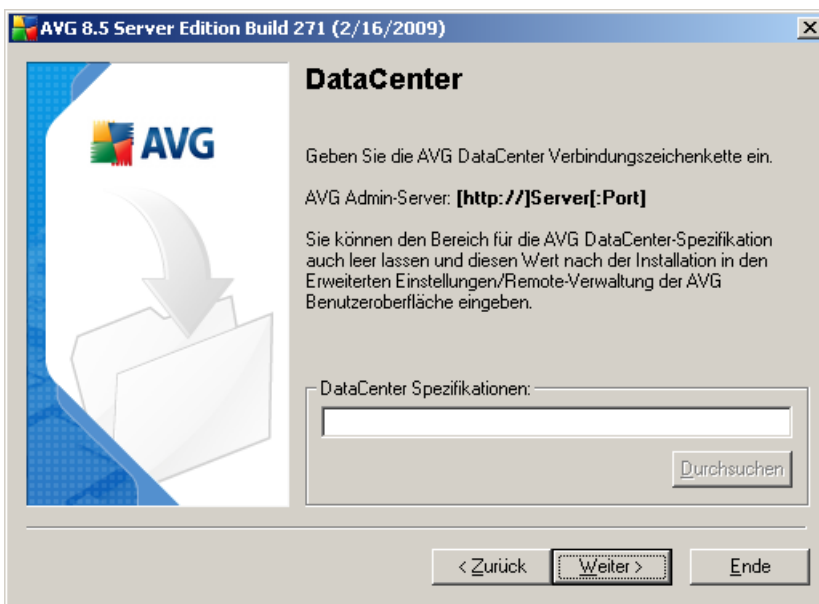 AVG 8.5 Server Edition Build 271 (2/16/2009)
AVG
DataCenter
Geben Sie die AVG DataCenter Verbindungszeichenkette ein.
AVG Admin-Server: [http://]Server[:Port]
Sie können den Bereich für die AVG DataCenter-Spezifikation
auch leer lassen und diesen Wert nach der Installation in den
Erweiterten Einstellungen/Remote-Verwaltung der AVG
Benutzeroberfläche eingeben.
DataCenter Spezifikationen:
Durchsuchen
< Zurück
Weiter >
Ende